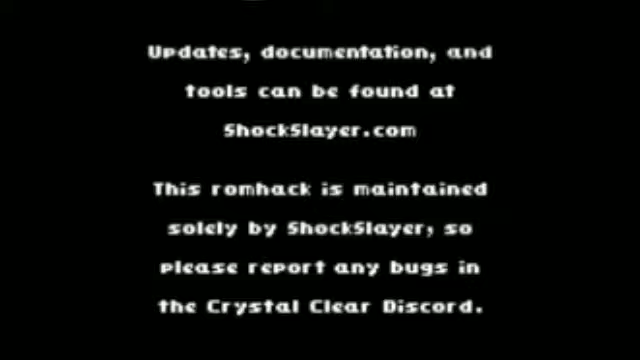 Updates, documentation, and
tools can be found at
ShockSlayer.com
This romhack is maintained
solely by ShockSlayer, so
please report any bugs in
the Crystal Clear Discord.